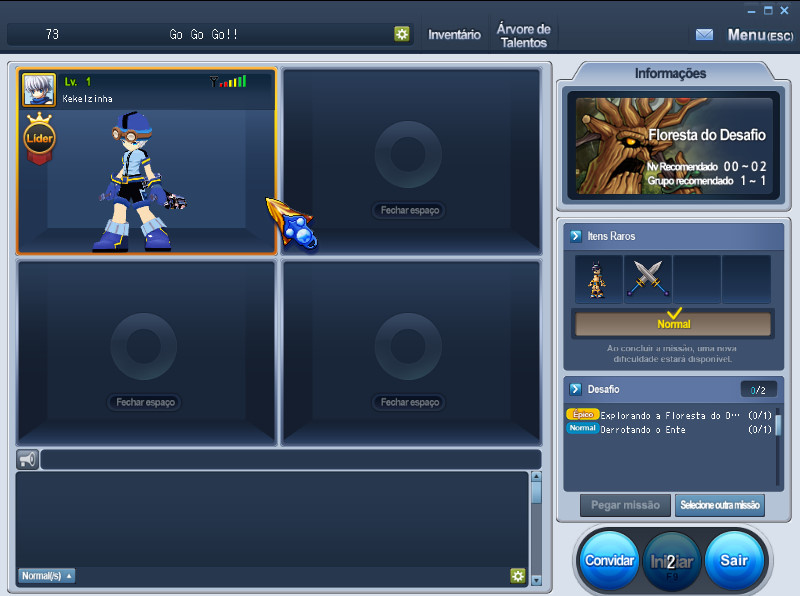 73 Go Go Go!!
Inventário
Árvore de
Talentos
Menu(ESC)
Lv. 1
Kekelzinha
Líder
Fechar espaço
Fechar espaço
Fechar espaço
Normal(s)
Informações
Floresta do Desafio
Nv Recomendado 00 ~ 02
Grupo recomendado 1 ~ 1
Itens Raros
Normal
Ao concluir a missão, uma nova
dificuldade estará disponível.
Desafio 0/2
Épico Explorando a Floresta do D... (0/1)
Normal Derrotando o Ente (0/1)
Pegar missão
Selecione outra missão
Convidar
Iniciar
2
F3
Sair